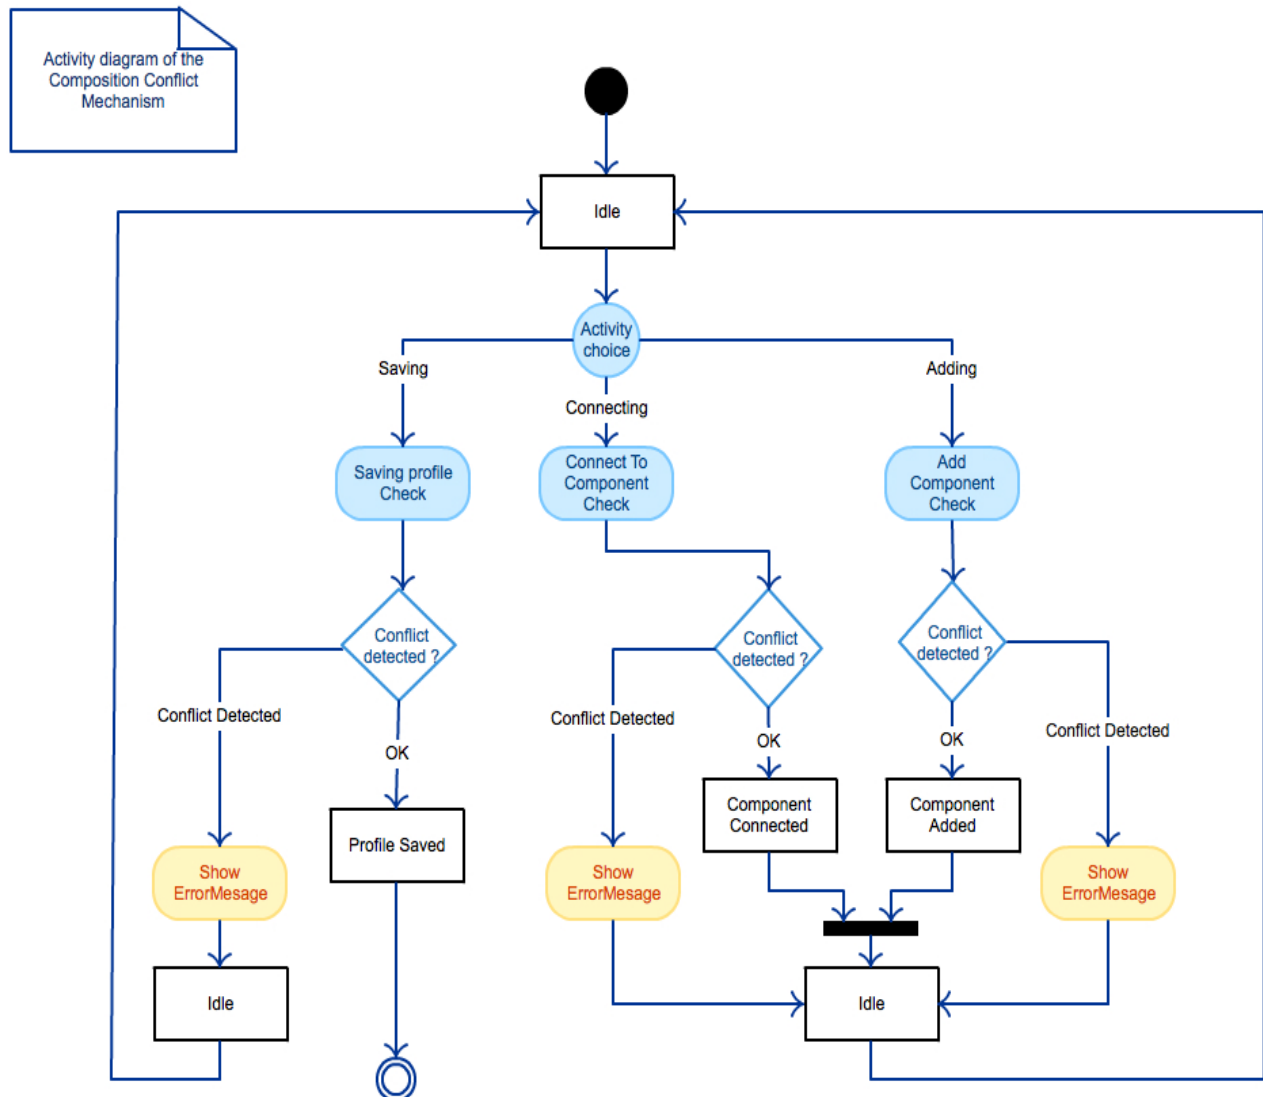 Activity diagram of the
Composition Conflict
Mechanism
Idle
Activity
choice
Saving
Connecting
Adding
Saving profile
Check
Connect To
Component
Check
Add
Component
Check
Conflict
detected ?
Conflict
detected ?
Conflict
detected ?
Conflict Detected
OK
Conflict Detected
OK
OK
Conflict Detected
Profile Saved
Component
Connected
Component
Added
Show
ErrorMesage
Show
ErrorMesage
Show
ErrorMesage
Idle
Idle